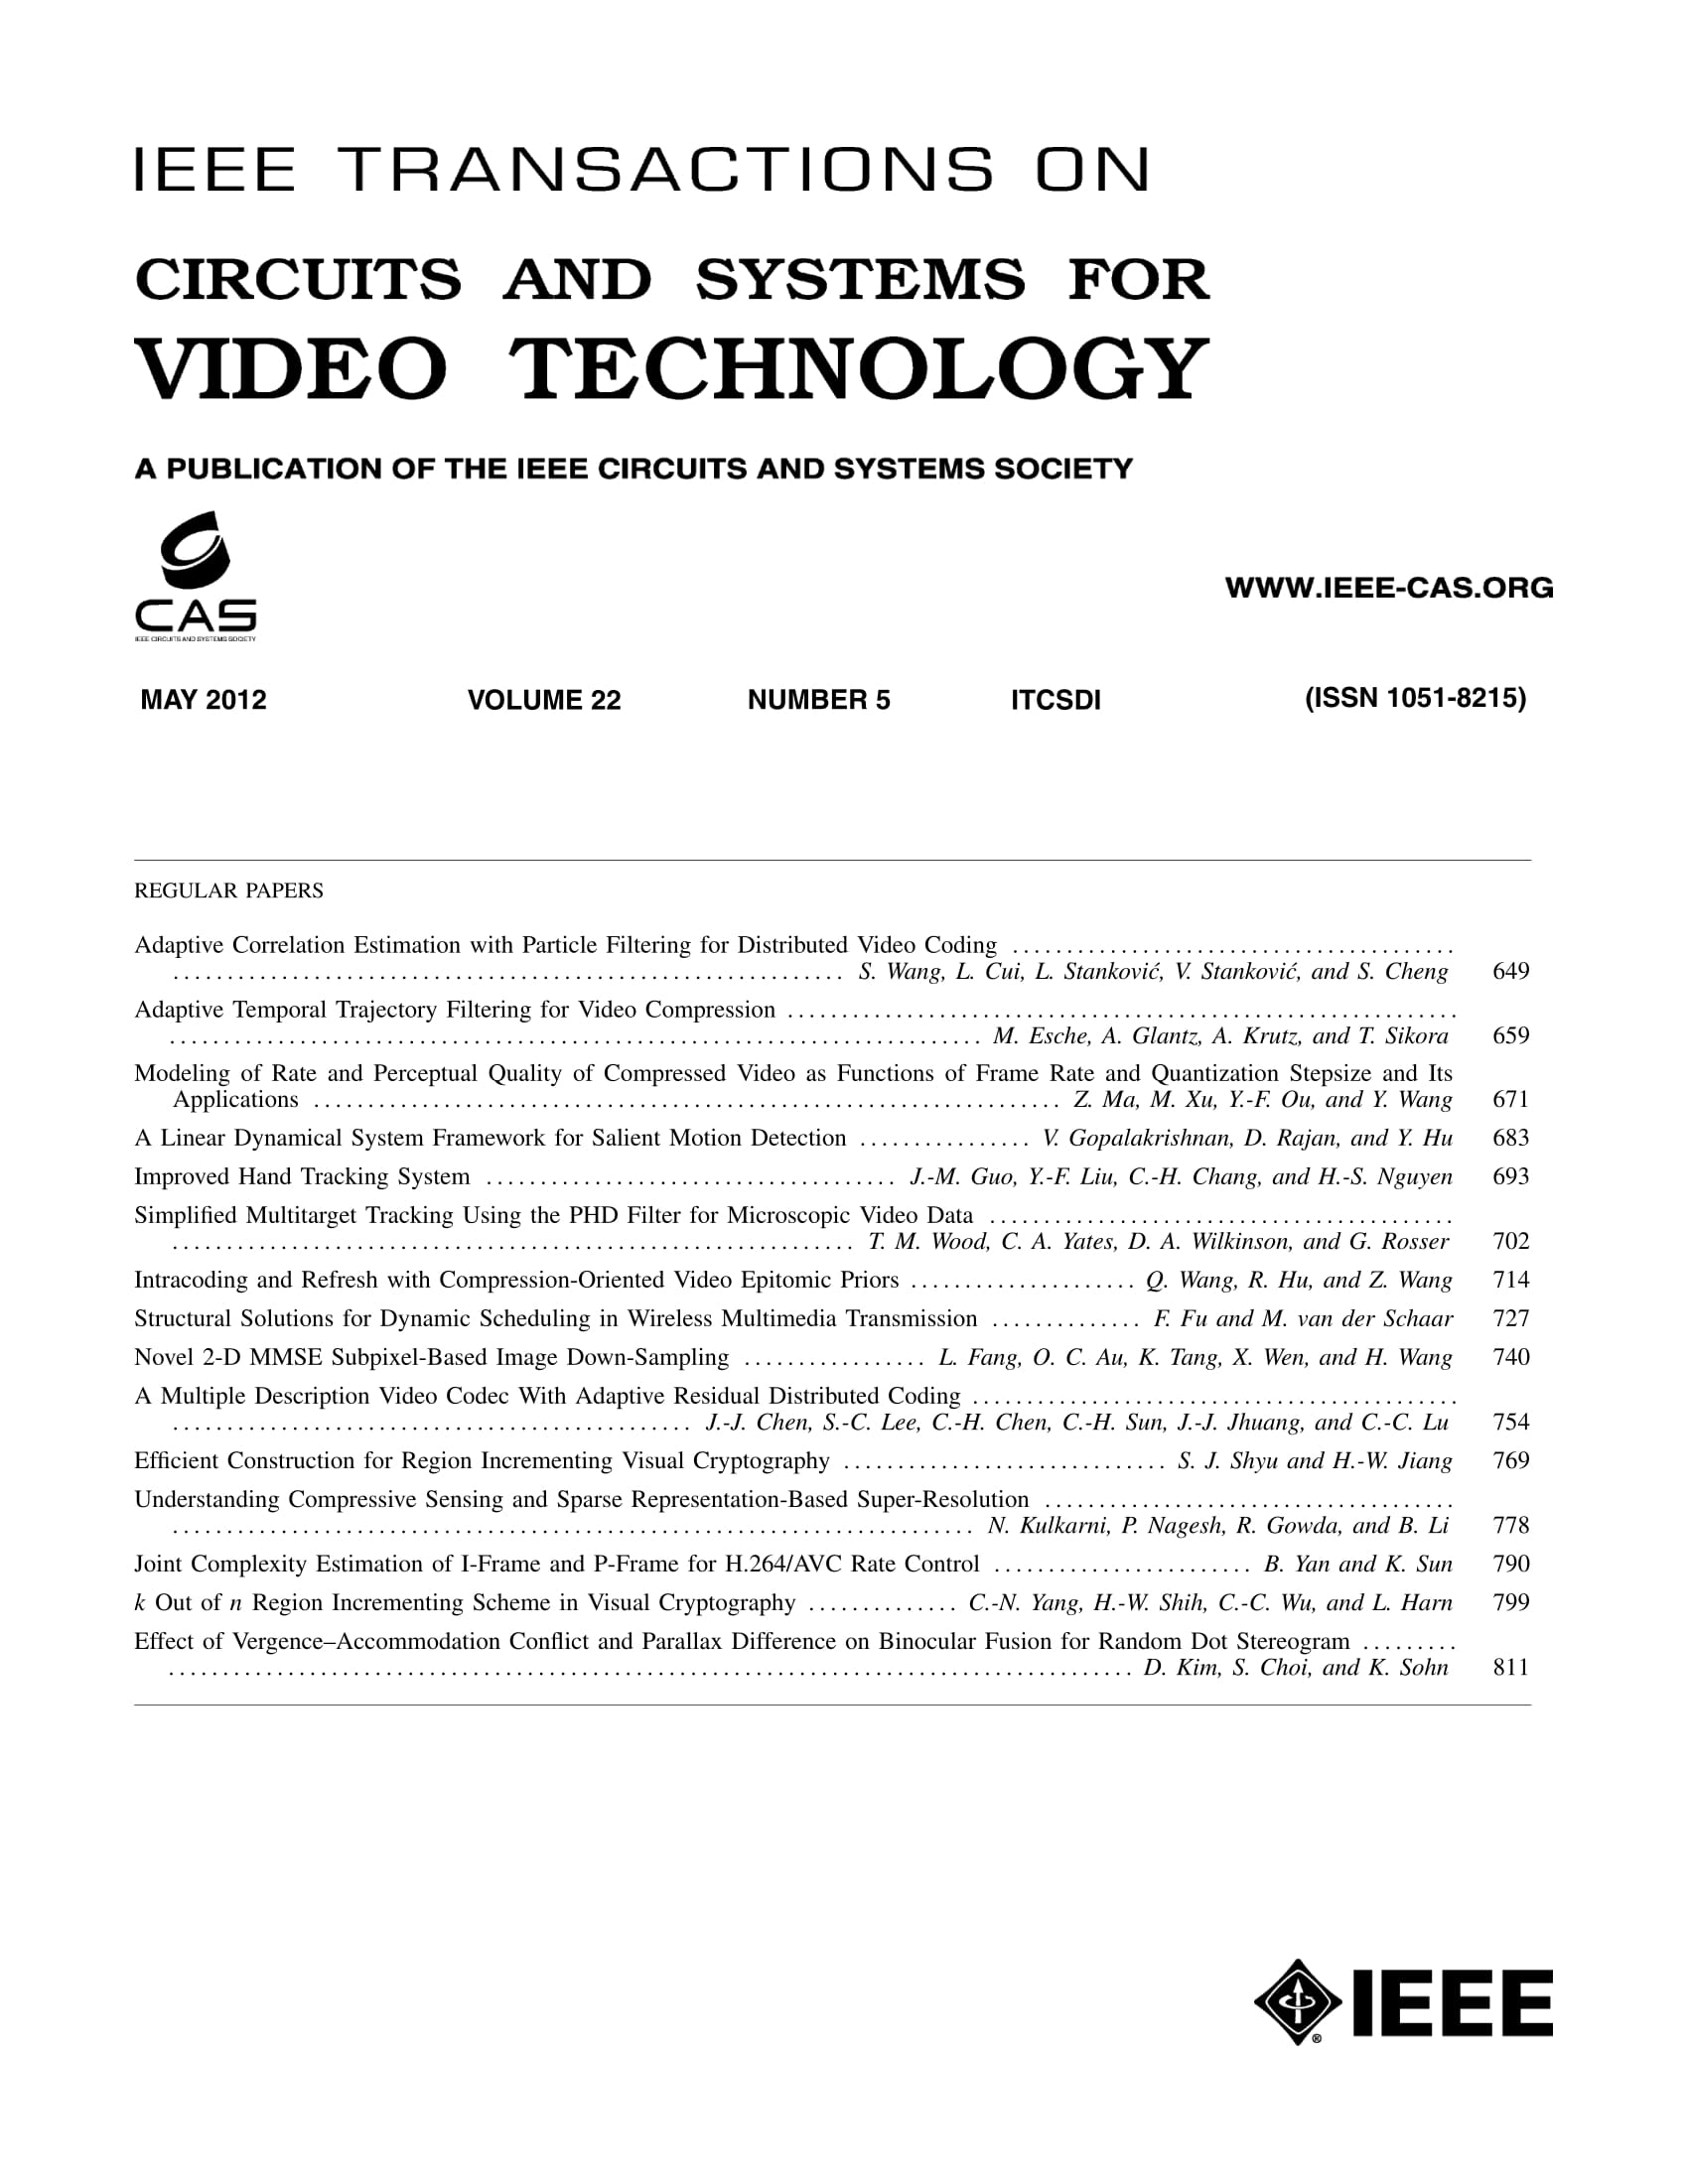 IEEE TRANSACTIONS ON
CIRCUITS AND SYSTEMS FOR
VIDEO TECHNOLOGY
A PUBLICATION OF THE IEEE CIRCUITS AND SYSTEMS SOCIETY
CAS
IEEE CIRCUITS AND SYSTEMS SOCIETY
WWW.IEEE-CAS.ORG
MAY 2012 VOLUME 22 NUMBER 5 ITCSDI (ISSN 1051-8215)
REGULAR PAPERS
Adaptive Correlation Estimation with Particle Filtering for Distributed Video Coding ........................................
............................................................. S. Wang, L. Cui, L. Stanković, V. Stanković, and S. Cheng 649
Adaptive Temporal Trajectory Filtering for Video Compression .............................................................
.......................................................................... M. Esche, A. Glantz, A. Krutz, and T. Sikora 659
Modeling of Rate and Perceptual Quality of Compressed Video as Functions of Frame Rate and Quantization Stepsize and Its
Applications .................................................................... Z. Ma, M. Xu, Y.-F. Ou, and Y. Wang 671
A Linear Dynamical System Framework for Salient Motion Detection ................ V. Gopalakrishnan, D. Rajan, and Y. Hu 683
Improved Hand Tracking System ...................................... J.-M. Guo, Y.-F. Liu, C.-H. Chang, and H.-S. Nguyen 693
Simplified Multitarget Tracking Using the PHD Filter for Microscopic Video Data ..........................................
.............................................................. T. M. Wood, C. A. Yates, D. A. Wilkinson, and G. Rosser 702
Intracoding and Refresh with Compression-Oriented Video Epitomic Priors ..................... Q. Wang, R. Hu, and Z. Wang 714
Structural Solutions for Dynamic Scheduling in Wireless Multimedia Transmission .............. F. Fu and M. van der Schaar 727
Novel 2-D MMSE Subpixel-Based Image Down-Sampling ................. L. Fang, O. C. Au, K. Tang, X. Wen, and H. Wang 740
A Multiple Description Video Codec With Adaptive Residual Distributed Coding ............................................
................................................ J.-J. Chen, S.-C. Lee, C.-H. Chen, C.-H. Sun, J.-J. Jhuang, and C.-C. Lu 754
Efficient Construction for Region Incrementing Visual Cryptography .............................. S. J. Shyu and H.-W. Jiang 769
Understanding Compressive Sensing and Sparse Representation-Based Super-Resolution .....................................
......................................................................... N. Kulkarni, P. Nagesh, R. Gowda, and B. Li 778
Joint Complexity Estimation of I-Frame and P-Frame for H.264/AVC Rate Control ........................ B. Yan and K. Sun 790
k Out of n Region Incrementing Scheme in Visual Cryptography .............. C.-N. Yang, H.-W. Shih, C.-C. Wu, and L. Harn 799
Effect of Vergence–Accommodation Conflict and Parallax Difference on Binocular Fusion for Random Dot Stereogram .........
........................................................................................ D. Kim, S. Choi, and K. Sohn 811
IEEE
®